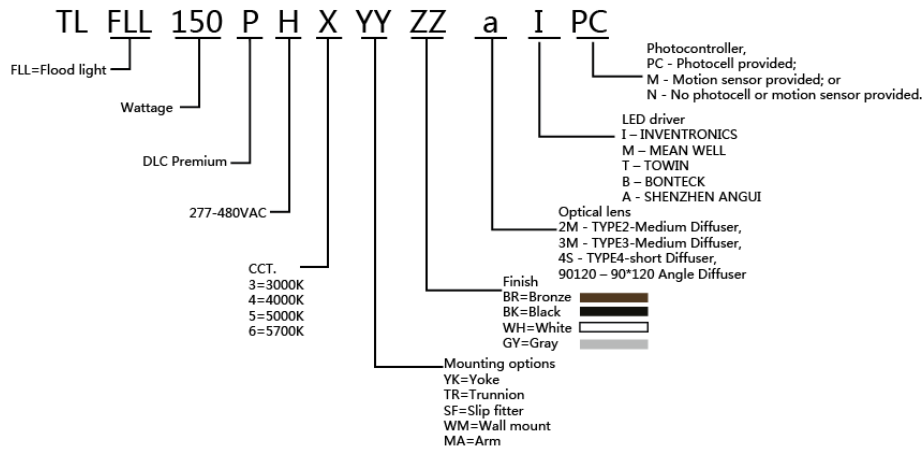 TL FLL 150 P H X YY ZZ a I PC
FLL=Flood light
Wattage
DLC Premium
277-480VAC
CCT.
3=3000K
4=4000K
5=5000K
6=5700K
Photocontroller,
PC - Photocell provided;
M - Motion sensor provided; or
N - No photocell or motion sensor provided.
LED driver
I – INVENTRONICS
M – MEAN WELL
T – TOWIN
B – BONTECK
A - SHENZHEN ANGUI
Optical lens
2M - TYPE2-Medium Diffuser,
3M - TYPE3-Medium Diffuser,
4S - TYPE4-short Diffuser,
90120 – 90*120 Angle Diffuser
Finish
BR=Bronze
BK=Black
WH=White
GY=Gray
Mounting options
YK=Yoke
TR=Trunnion
SF=Slip fitter
WM=Wall mount
MA=Arm